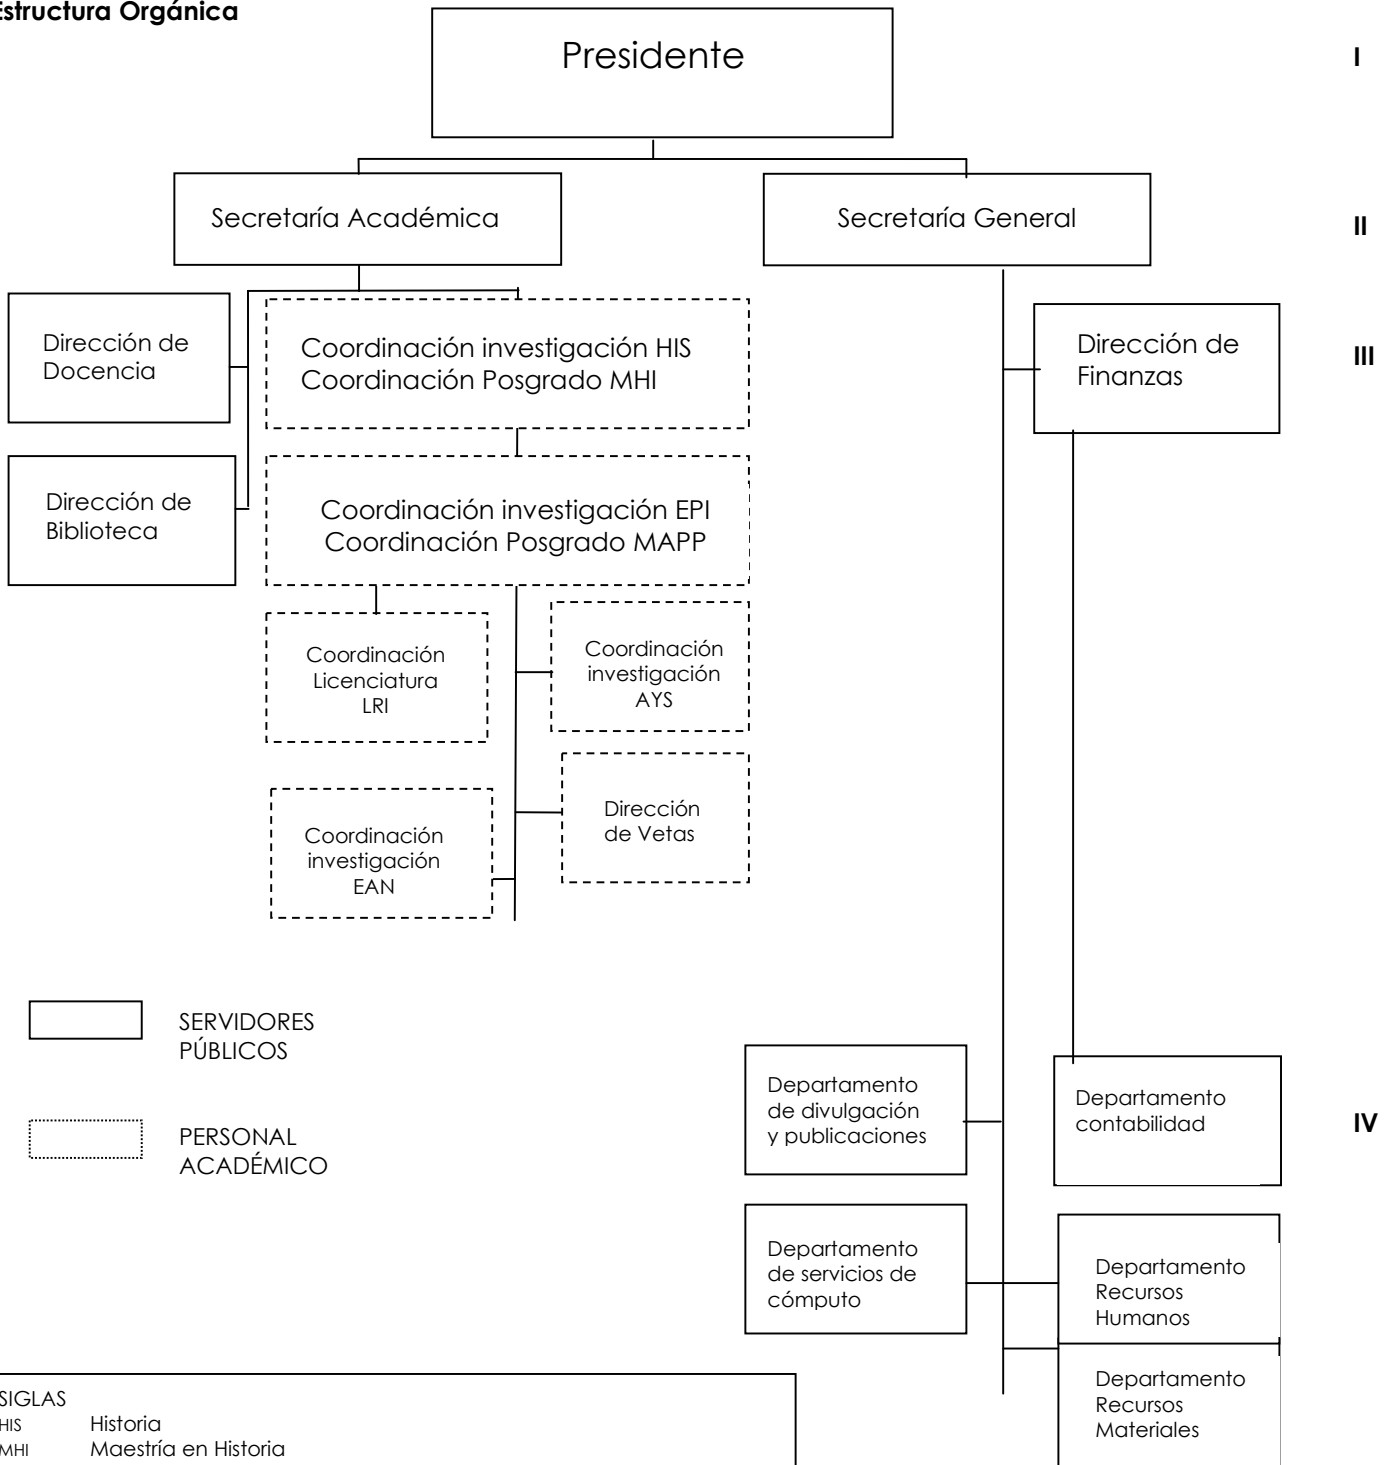 Estructura Orgánica
Presidente
I
Secretaría Académica
Secretaría General
II
Dirección de
Docencia
Coordinación investigación HIS
Coordinación Posgrado MHI
Dirección de
Finanzas
III
Dirección de
Biblioteca
Coordinación investigación EPI
Coordinación Posgrado MAPP
Coordinación
Licenciatura
LRI
Coordinación
investigación
AYS
Coordinación
investigación
EAN
Dirección
de Vetas
SERVIDORES
PÚBLICOS
PERSONAL
ACADÉMICO
Departamento
de divulgación
y publicaciones
Departamento
contabilidad
IV
Departamento
de servicios de
cómputo
Departamento
Recursos
Humanos
Departamento
Recursos
Materiales
SIGLAS
HIS Historia
MHI Maestría en Historia